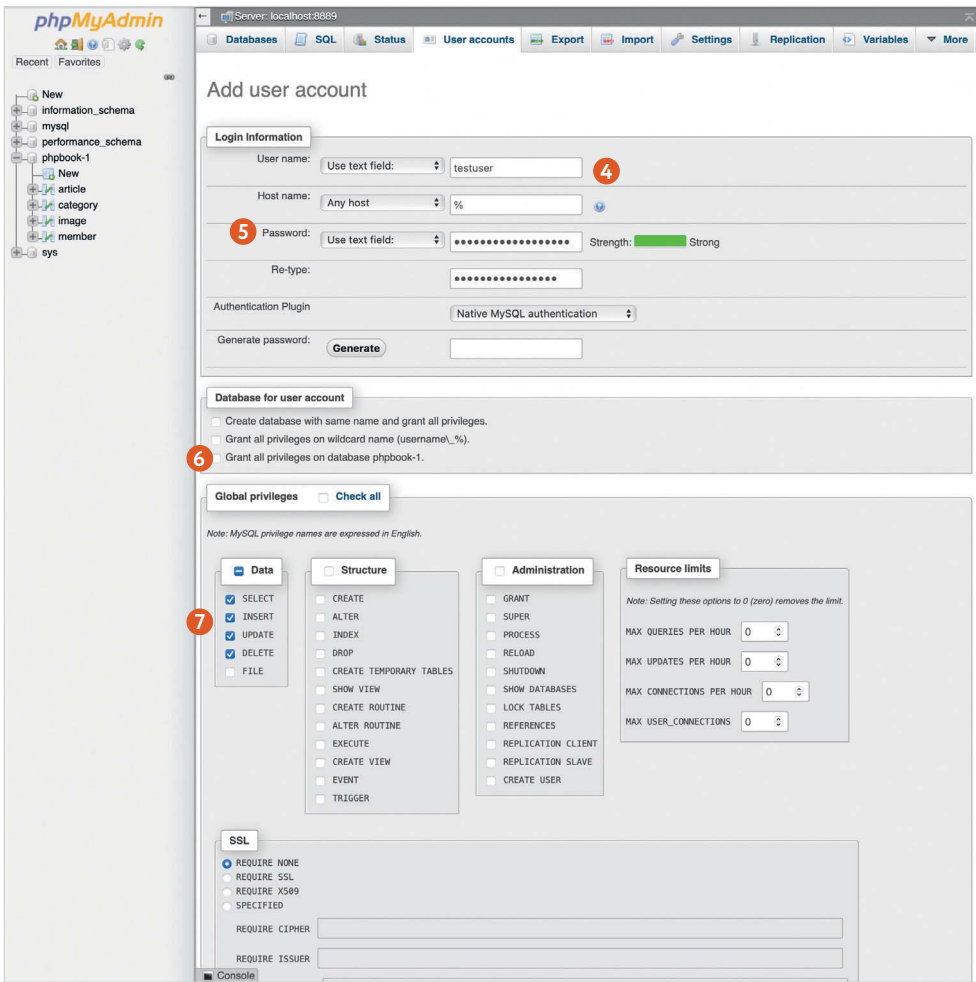 phpMyAdmin
Recent Favorites
New
information_schema
mysql
performance_schema
phpbook-1
New
article
category
image
member
sys
Server: localhost:8889
Databases SQL Status User accounts Export Import Settings Replication Variables More
Add user account
Login Information
User name: Use text field: testuser 4
Host name: Any host %
5 Password: Use text field: •••••••••••••••••• Strength: Strong
Re-type: ••••••••••••••••
Authentication Plugin Native MySQL authentication
Generate password: Generate
Database for user account
Create database with same name and grant all privileges.
Grant all privileges on wildcard name (username\_%).
6 Grant all privileges on database phpbook-1.
Global privileges Check all
Note: MySQL privilege names are expressed in English.
Data
SELECT
7 INSERT
UPDATE
DELETE
FILE
Structure
CREATE
ALTER
INDEX
DROP
CREATE TEMPORARY TABLES
SHOW VIEW
CREATE ROUTINE
ALTER ROUTINE
EXECUTE
CREATE VIEW
EVENT
TRIGGER
Administration
GRANT
SUPER
PROCESS
RELOAD
SHUTDOWN
SHOW DATABASES
LOCK TABLES
REFERENCES
REPLICATION CLIENT
REPLICATION SLAVE
CREATE USER
Resource limits
Note: Setting these options to 0 (zero) removes the limit.
MAX QUERIES PER HOUR 0
MAX UPDATES PER HOUR 0
MAX CONNECTIONS PER HOUR 0
MAX USER_CONNECTIONS 0
SSL
REQUIRE NONE
REQUIRE SSL
REQUIRE X509
SPECIFIED
REQUIRE CIPHER
REQUIRE ISSUER
Console